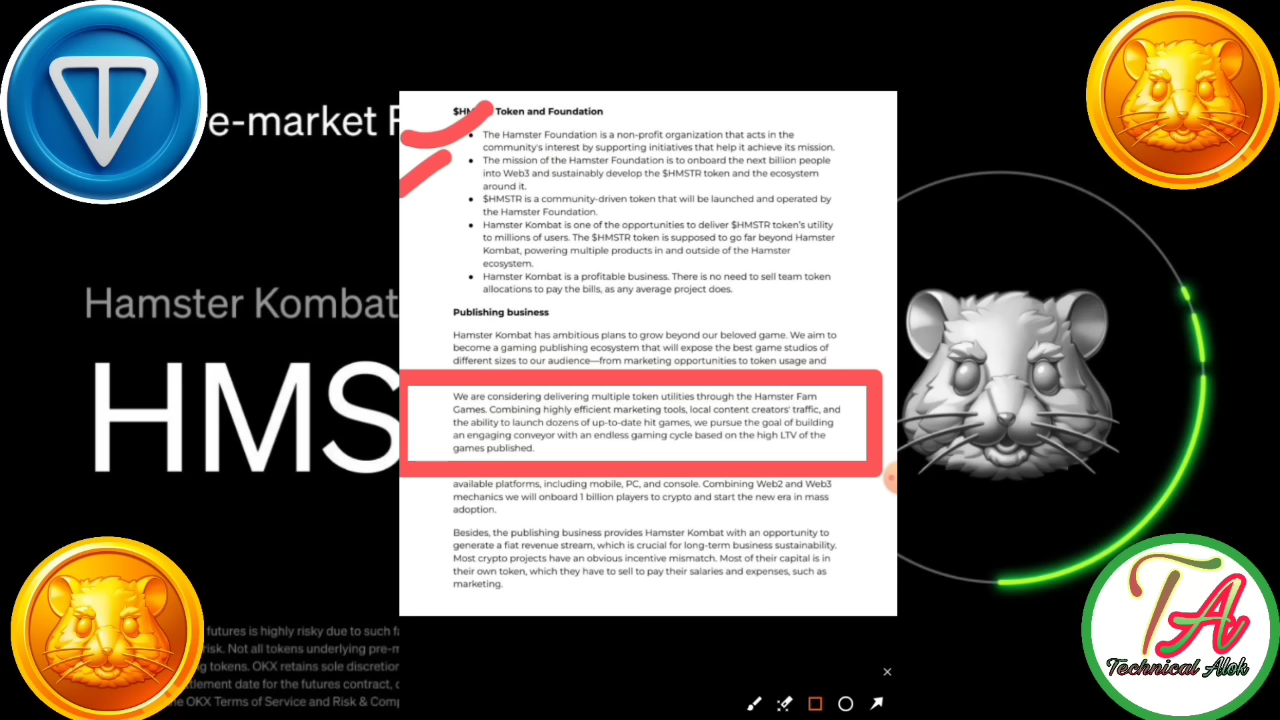 e-market
Hamster Kombat
HMS
futures is highly risky due to such
risk. Not all tokens underlying
tokens. OKX retains sole
date for the futures contract,
OKX Terms of Service and Risk &
Token and Foundation
● The Hamster Foundation is a non-profit organization that acts in the
community's interest by supporting initiatives that help it achieve its mission.
● The mission of the Hamster Foundation is to onboard the next billion people
into Web3 and sustainably develop the $HMSTR token and the ecosystem
around it.
● $HMSTR is a community-driven token that will be launched and operated by
the Hamster Foundation.
● Hamster Kombat is one of the opportunities to deliver $HMSTR token's utility
to millions of users. The $HMSTR token is supposed to go far beyond Hamster
Kombat, powering multiple products in and outside of the Hamster
ecosystem.
● Hamster Kombat is a profitable business. There is no need to sell team token
allocations to pay the bills, as any average project does.
Publishing business
Hamster Kombat has ambitious plans to grow beyond our beloved game. We aim to
become a gaming publishing ecosystem that will expose the best game studios of
different sizes to our audience—from marketing opportunities to token usage and
We are considering delivering multiple token utilities through the Hamster Fam
Games. Combining highly efficient marketing tools, local content creators' traffic, and
the ability to launch dozens of up-to-date hit games, we pursue the goal of building
an engaging conveyor with an endless gaming cycle based on the high LTV of the
games published.
available platforms, including mobile, PC, and console. Combining Web2 and Web3
mechanics we will onboard 1 billion players to crypto and start the new era in mass
adoption.
Besides, the publishing business provides Hamster Kombat with an opportunity to
generate a fiat revenue stream, which is crucial for long-term business sustainability.
Most crypto projects have an obvious incentive mismatch. Most of their capital is in
their own token, which they have to sell to pay their salaries and expenses, such as
marketing.
TA
Technical Alok